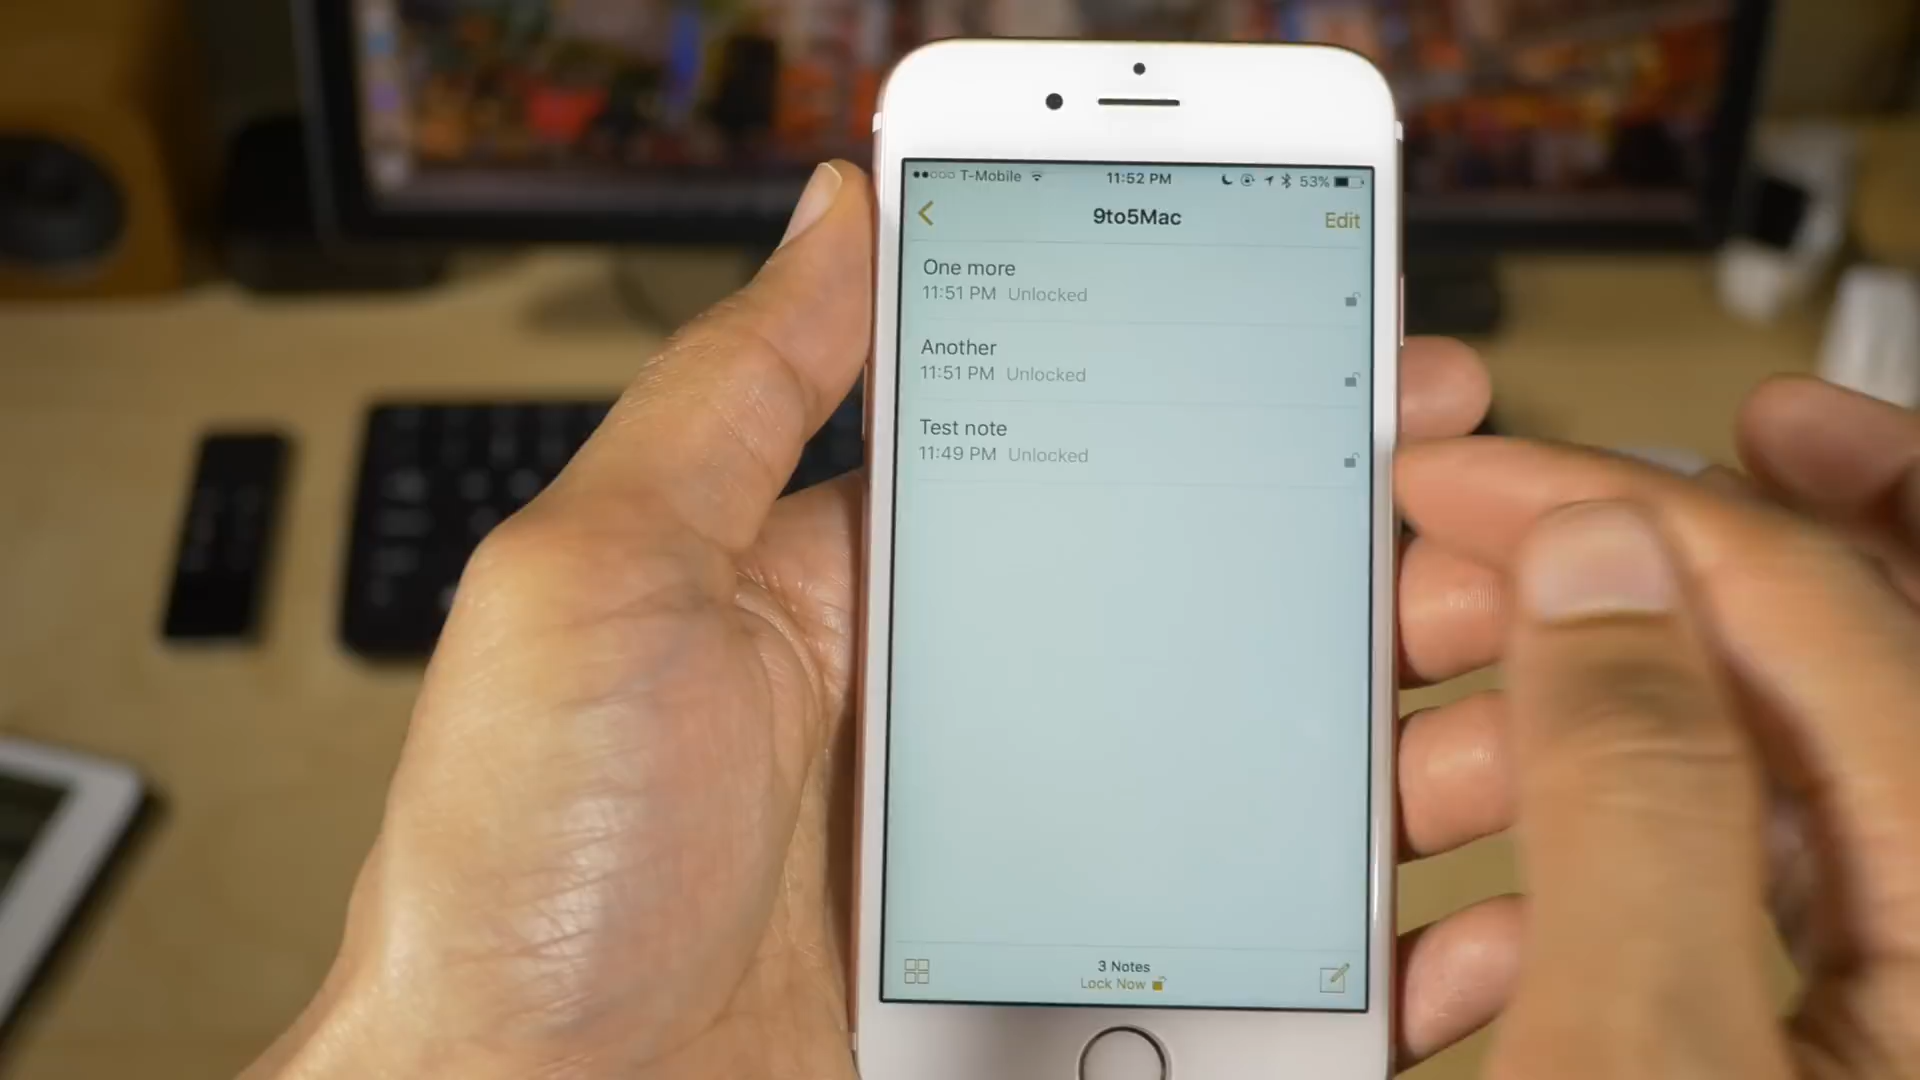 T-Mobile 11:52 PM 53%
9to5Mac Edit
One more
11:51 PM Unlocked
Another
11:51 PM Unlocked
Test note
11:49 PM Unlocked
3 Notes
Lock Now